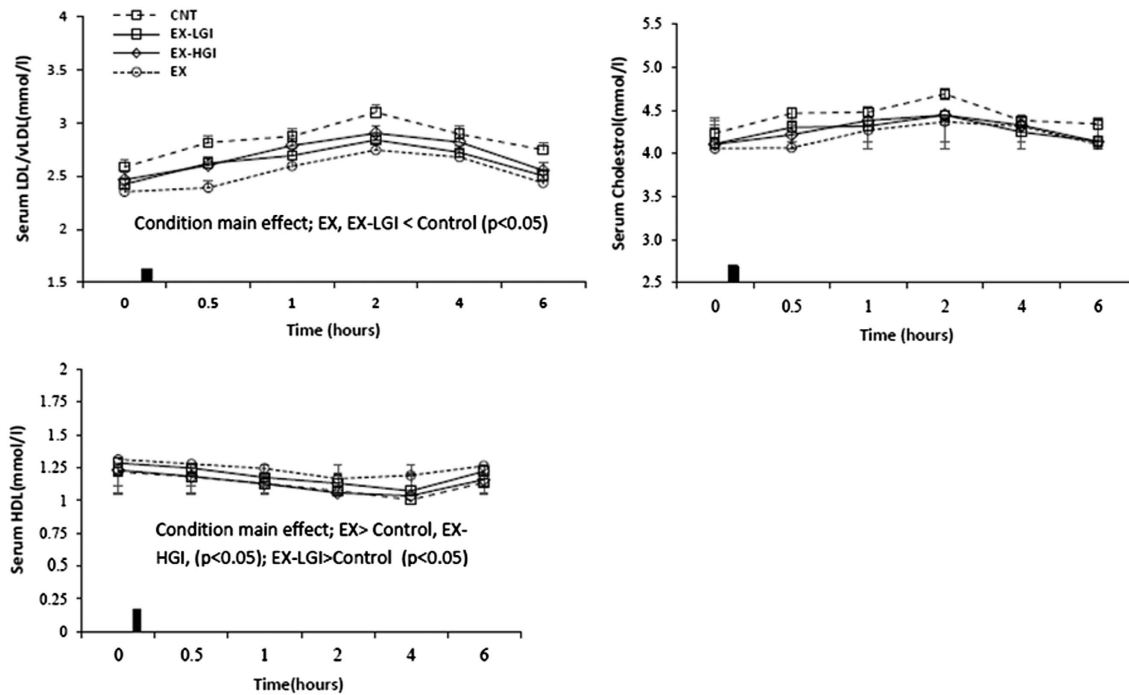 4
3.5
3
2.5
2
1.5
Serum LDL/vLDL(mmol/l)
CNT
EX-LGI
EX-HGI
EX
Condition main effect; EX, EX-LGI < Control (p<0.05)
0 0.5 1 2 4 6
Time (hours)
5.5
5.0
4.5
4.0
3.5
3.0
2.5
Serum Cholestrol(mmol/l)
0 0.5 1 2 4 6
Time (hours)
2
1.75
1.5
1.25
1
0.75
0.5
0.25
0
Serum HDL(mmol/l)
Condition main effect; EX> Control, EX-
HGI, (p<0.05); EX-LGI>Control (p<0.05)
0 0.5 1 2 4 6
Time(hours)